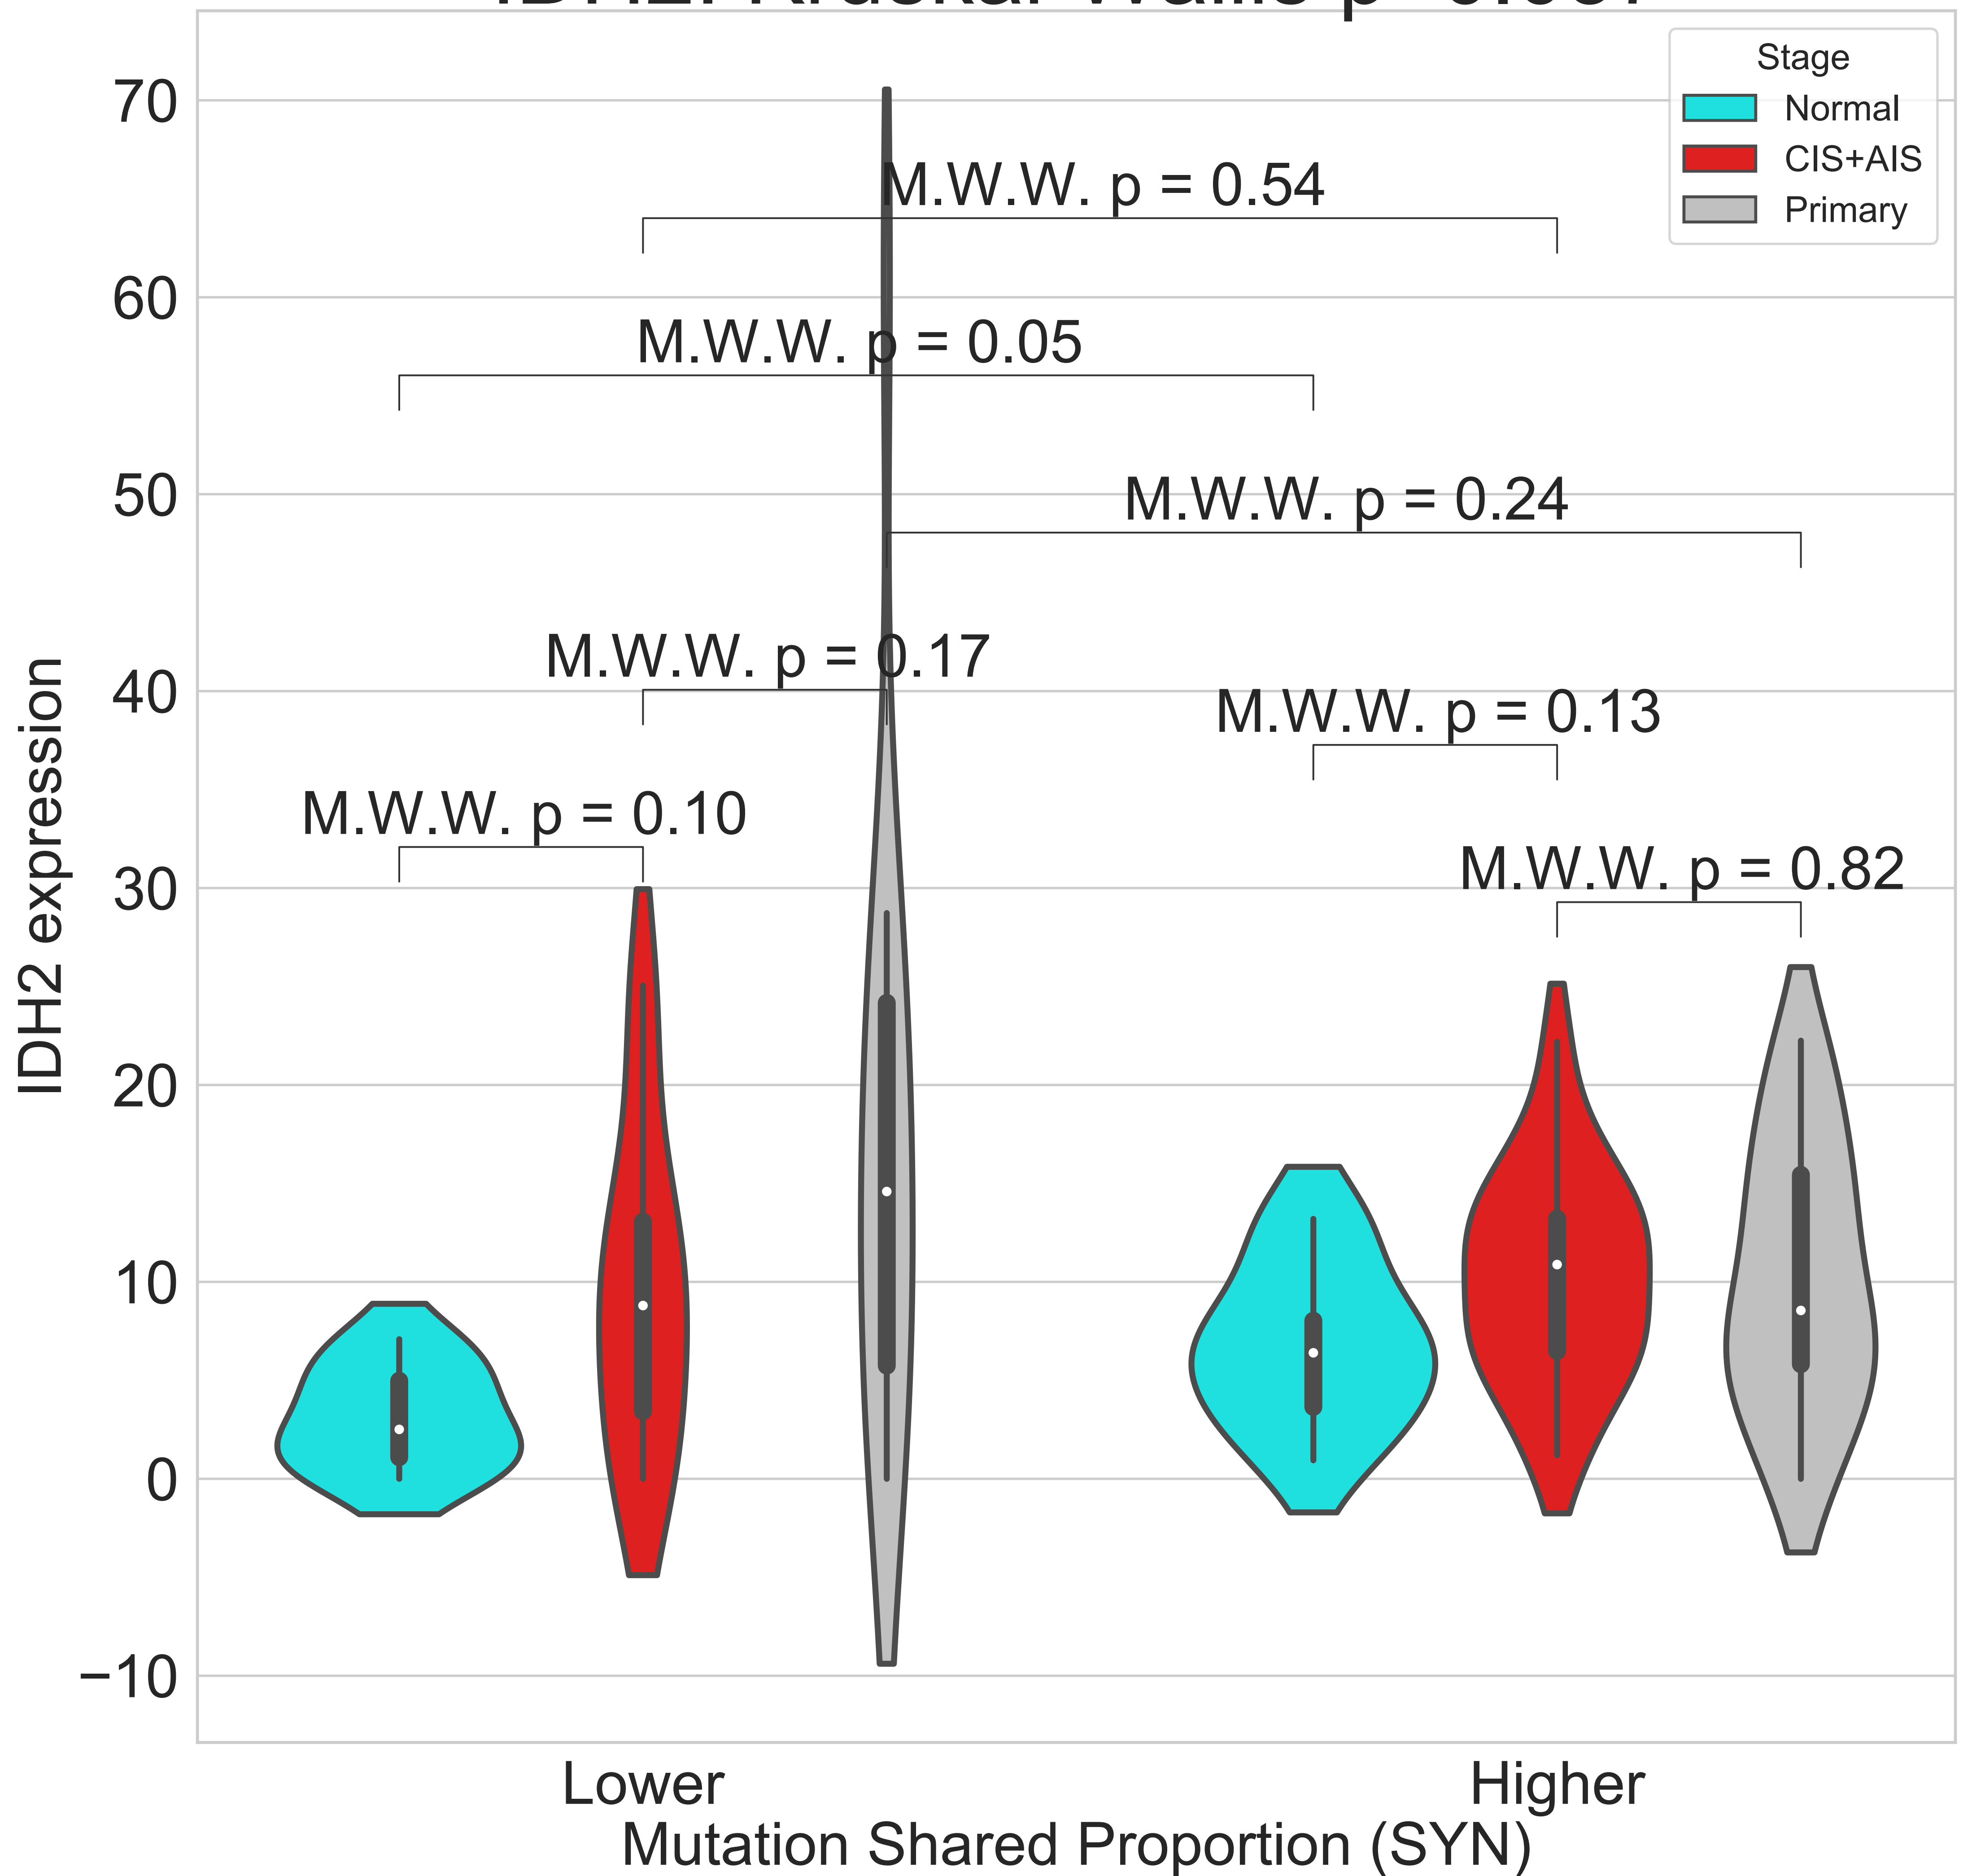 Stage
Normal
CIS+AIS
Primary
70
60
50
40
30
20
10
0
−10
IDH2 expression
M.W.W. p = 0.54
M.W.W. p = 0.05
M.W.W. p = 0.24
M.W.W. p = 0.17
M.W.W. p = 0.13
M.W.W. p = 0.10
M.W.W. p = 0.82
Lower
Higher
Mutation Shared Proportion (SYN)